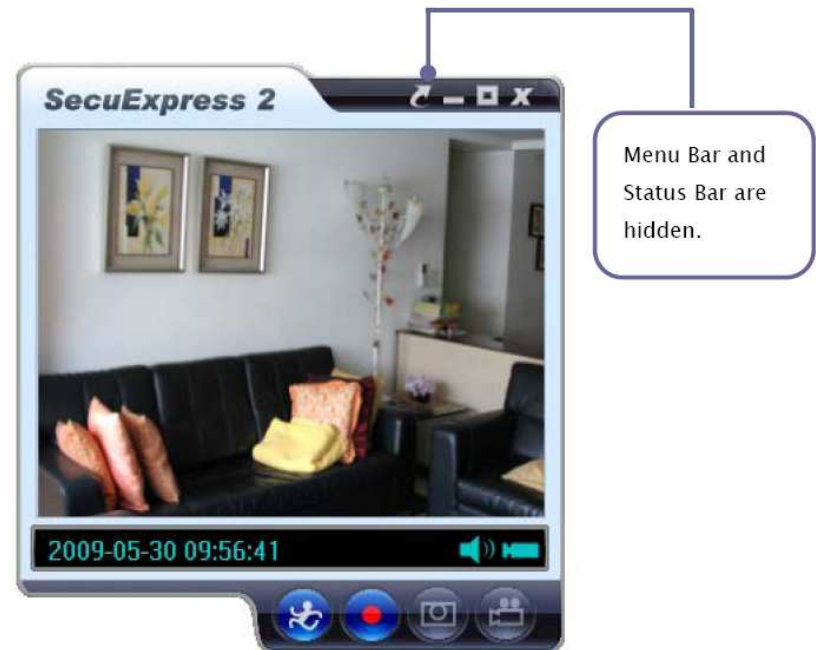 SecuExpress 2
Menu Bar and
Status Bar are
hidden.
2009-05-30 09:56:41